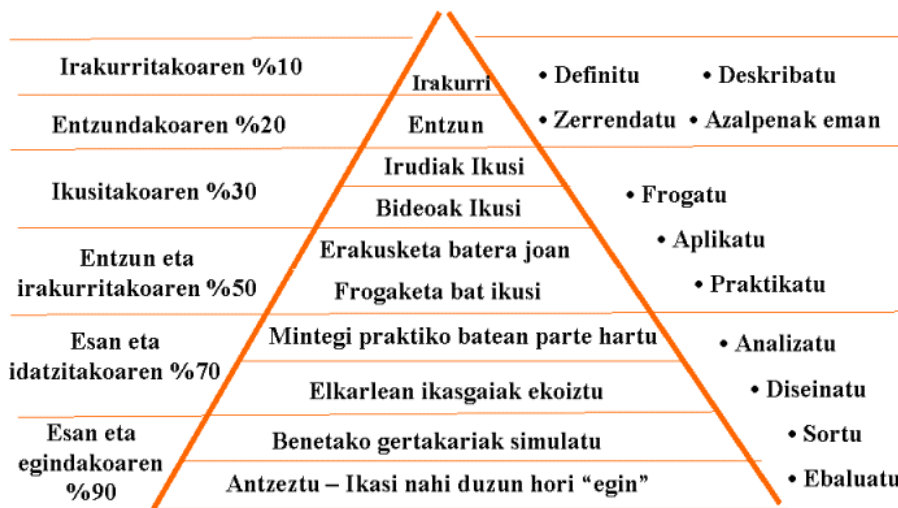 Irakurritakoaren %10
Irakurri
• Definitu
• Deskribatu
Entzundakoaren %20
Entzun
• Zerrendatu
• Azalpenak eman
Ikusitakoaren %30
Irudiak Ikusi
Bideoak Ikusi
• Frogatu
Entzun eta
irakurritakoaren %50
Erakusketa batera joan
Frogaketa bat ikusi
• Aplikatu
• Praktikatu
Esan eta
idatzitakoaren %70
Mintegi praktiko batean parte hartu
Elkarlean ikasgaiak ekoiztu
• Analizatu
• Diseinatu
Esan eta
egindakoaren
%90
Benetako gertakariak simulatu
Antzeztu – Ikasi nahi duzun hori “egin”
• Sortu
• Ebaluatu